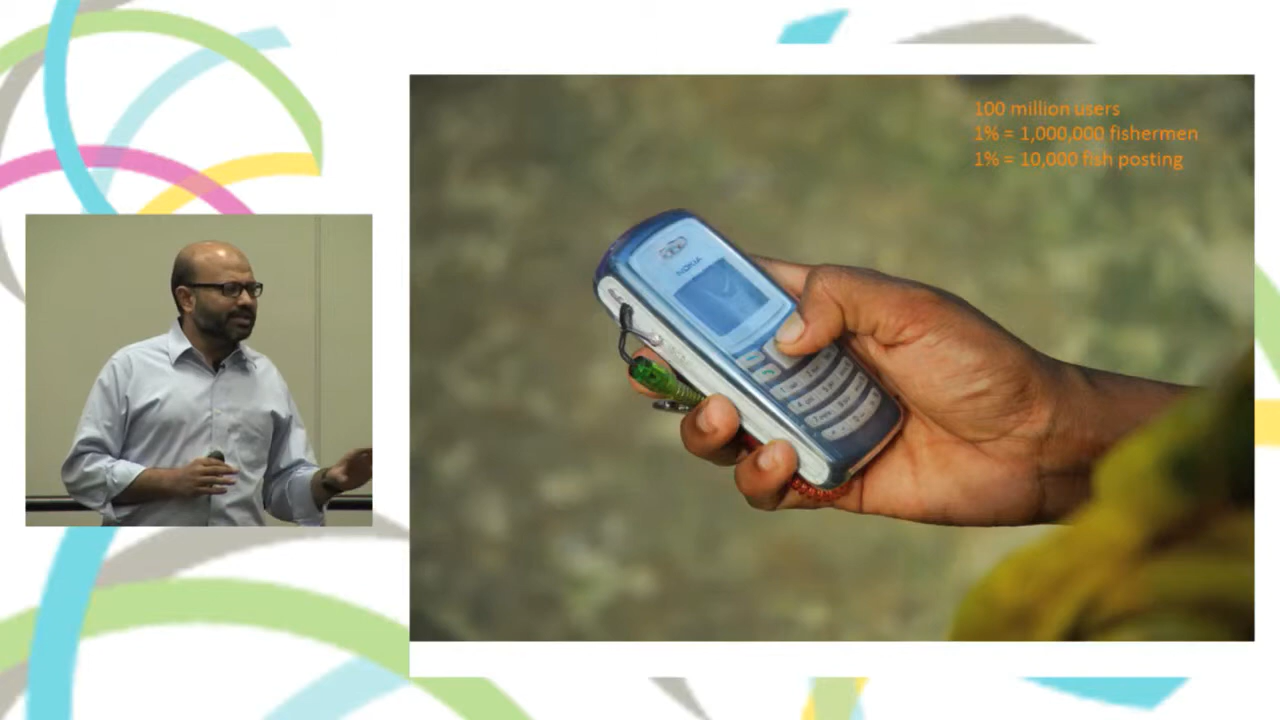 100 million users
1% = 1,000,000 fishermen
1% = 10,000 fish posting
NOKIA